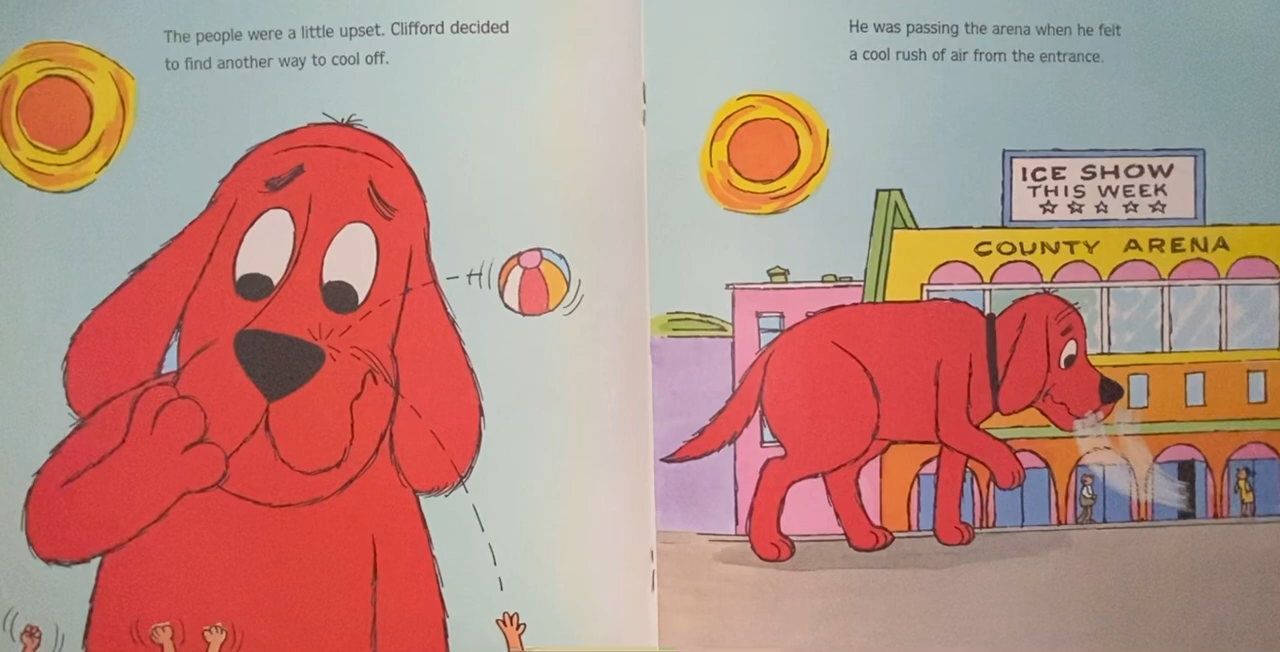 The people were a little upset. Clifford decided
to find another way to cool off.
He was passing the arena when he felt
a cool rush of air from the entrance.
ICE SHOW
THIS WEEK
COUNTY ARENA